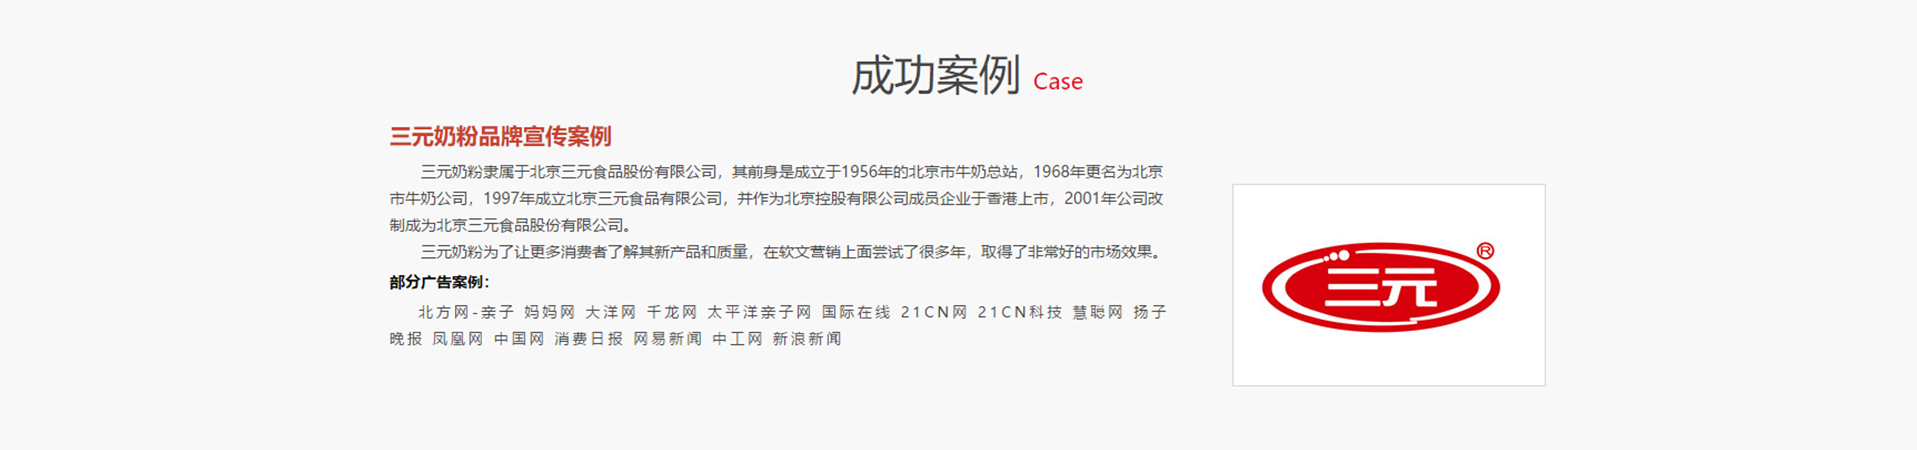 成功案例 Case
三元奶粉品牌宣传案例
三元奶粉隶属于北京三元食品股份有限公司，其前身是成立于1956年的北京市牛奶总站，1968年更名为北京
市牛奶公司，1997年成立北京三元食品有限公司，并作为北京控股有限公司成员企业于香港上市，2001年公司改
制成为北京三元食品股份有限公司。
三元奶粉为了让更多消费者了解其新产品和质量，在软文营销上面尝试了很多年，取得了非常好的市场效果。
部分广告案例：
北方网-亲子 妈妈网 大洋网 千龙网 太平洋亲子网 国际在线 21CN网 21CN科技 慧聪网 扬子
晚报 凤凰网 中国网 消费日报 网易新闻 中工网 新浪新闻
三元®